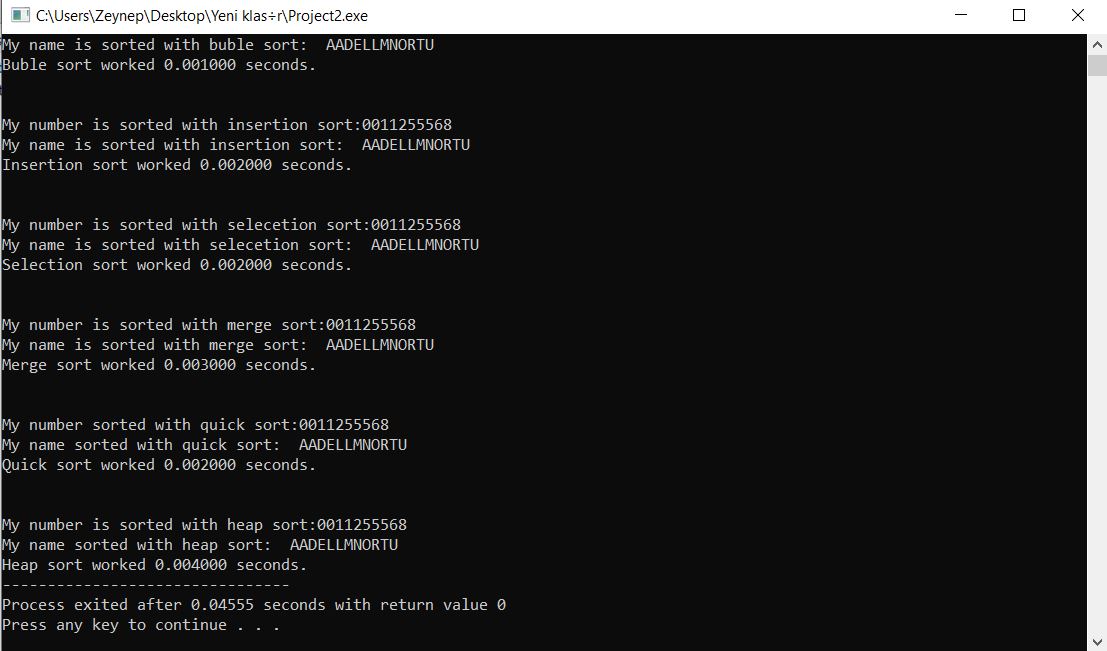 C:\Users\Zeynep\Desktop\Yeni klas÷r\Project2.exe
My name is sorted with buble sort:  AADELLMNORTU
Buble sort worked 0.001000 seconds.
My number is sorted with insertion sort:0011255568
My name is sorted with insertion sort:  AADELLMNORTU
Insertion sort worked 0.002000 seconds.
My number is sorted with selecetion sort:0011255568
My name is sorted with selecetion sort:  AADELLMNORTU
Selection sort worked 0.002000 seconds.
My number is sorted with merge sort:0011255568
My name is sorted with merge sort:  AADELLMNORTU
Merge sort worked 0.003000 seconds.
My number sorted with quick sort:0011255568
My name sorted with quick sort:  AADELLMNORTU
Quick sort worked 0.002000 seconds.
My number is sorted with heap sort:0011255568
My name sorted with heap sort:  AADELLMNORTU
Heap sort worked 0.004000 seconds.
--------------------------------
Process exited after 0.04555 seconds with return value 0
Press any key to continue . . .